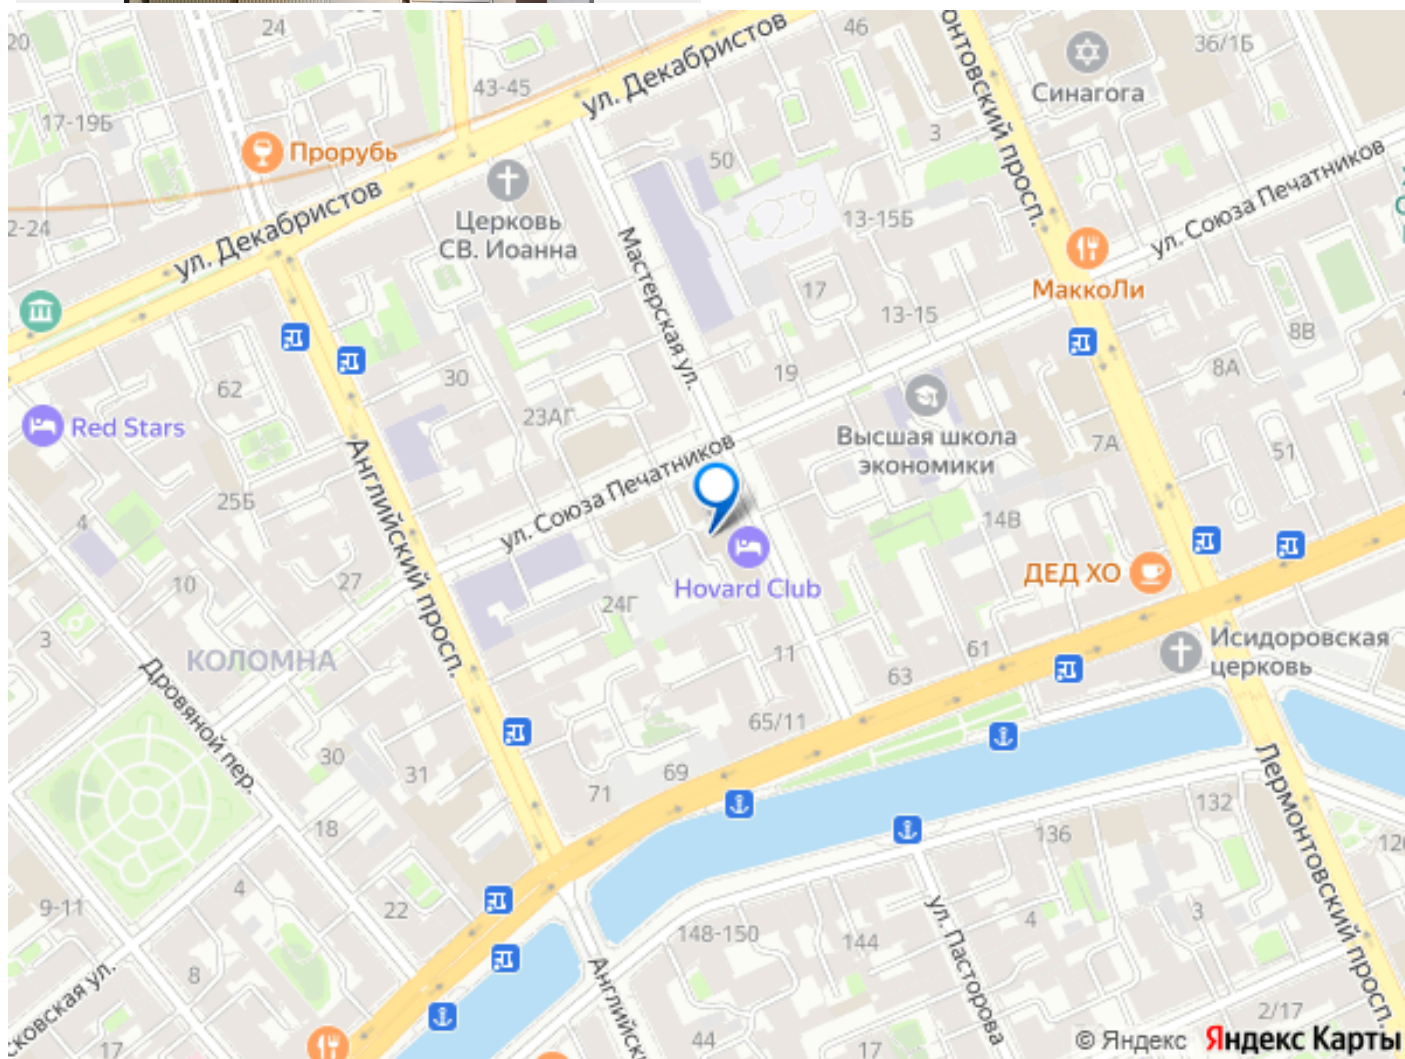 20
24
46
36/1Б
43-45
ул. Декабристов
Синагога
17-19Б
Прорубь
3
50
ул. Союза Печатников
2-24
ул. Декабристов
Церковь
СВ. Иоанна
Мастерская ул.
13-15Б
МаккоЛи
17
13-15
8В
62
30
19
8А
Red Stars
23АГ
Высшая школа
экономики
7А
51
25Б
Английский просп.
ул. Союза Печатников
14В
4
10
27
Hovard Club
ДЕД ХО
24Г
3
КОЛОМНА
11
61
Исидоровская
церковь
63
Дровяной пер.
65/11
30
31
69
71
Лермонтовский просп.
18
132
136
4
9-11
22
148-150
144
ул. Пасторова
4
3
8
2/17
44
17
17
© Яндекс Яндекс Карты